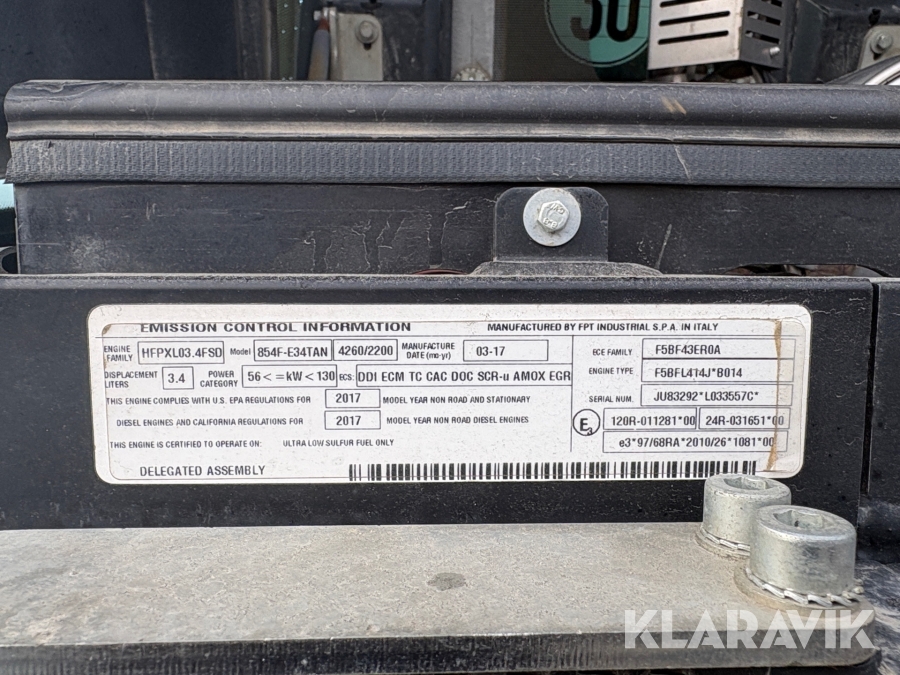 30
EMISSION CONTROL INFORMATION MANUFACTURED BY FPT INDUSTRIAL S.P.A. IN ITALY
ENGINE FAMILY HFPXL03.4FSD Model 854F-E34TAN 4260/2200 MANUFACTURE DATE (mo-yr) 03-17
DISPLACEMENT LITERS 3.4 POWER CATEGORY 56<=kW<130 ECS: DDI ECM TC CAC DOC SCR-u AMOX EGR
THIS ENGINE COMPLIES WITH U.S. EPA REGULATIONS FOR 2017 MODEL YEAR NON ROAD AND STATIONARY
DIESEL ENGINES AND CALIFORNIA REGULATIONS FOR 2017 MODEL YEAR NON ROAD DIESEL ENGINES.
THIS ENGINE IS CERTIFIED TO OPERATE ON: ULTRA LOW SULFUR FUEL ONLY
DELEGATED ASSEMBLY
ECE FAMILY F5BF43ER0A
ENGINE TYPE F5BFL414J*B014
SERIAL NUM. JU83292*L033557C*
E3 120R-011281*00 24R-031651*00
e3*97/68RA*2010/26*1081*00
KLARAVIK